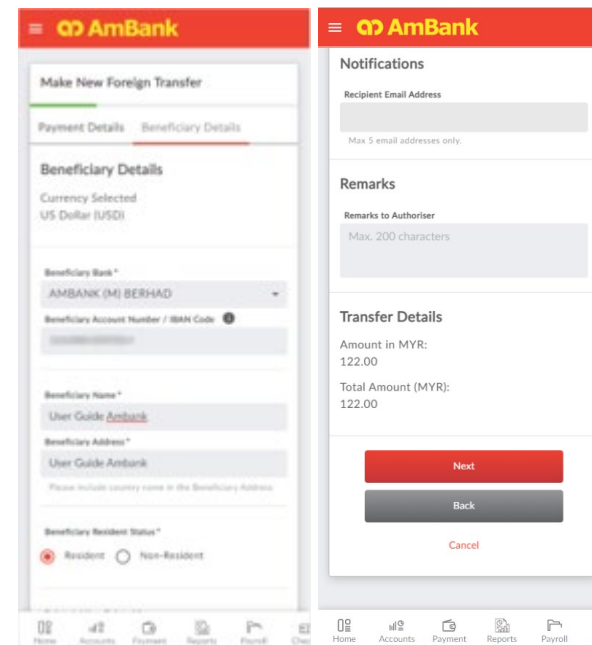 AmBank
Make New Foreign Transfer
Payment Details Beneficiary Details
Beneficiary Details
Currency Selected
US Dollar (USD)
Beneficiary Bank *
AMBANK (M) BERHAD
Beneficiary Account Number / IBAN Code
Beneficiary Name *
User Guide Ambank
Beneficiary Address *
User Guide Ambank
Please include country name in the Beneficiary Address
Beneficiary Resident Status *
Resident Non-Resident
Home Accounts Payment Reports Payroll
AmBank
Notifications
Recipient Email Address
Max 5 email addresses only.
Remarks
Remarks to Authoriser
Max. 200 characters
Transfer Details
Amount in MYR:
122.00
Total Amount (MYR):
122.00
Next
Back
Cancel
Home Accounts Payment Reports Payroll